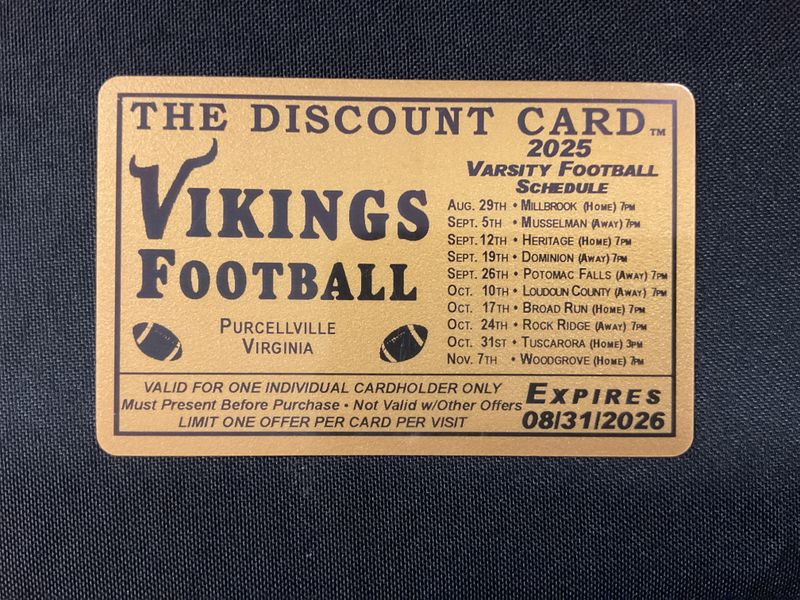 THE DISCOUNT CARD™
VIKINGS
FOOTBALL
PURCELLVILLE
VIRGINIA
2025
VARSITY FOOTBALL
SCHEDULE
AUG. 29TH • MILLBROOK (HOME) 7PM
SEPT. 5TH • MUSSELMAN (AWAY) 7PM
SEPT. 12TH • HERITAGE (HOME) 7PM
SEPT. 19TH • DOMINION (AWAY) 7PM
SEPT. 26TH • POTOMAC FALLS (AWAY) 7PM
OCT. 10TH • LOUDOUN COUNTY (AWAY) 7PM
OCT. 17TH • BROAD RUN (HOME) 7PM
OCT. 24TH • ROCK RIDGE (AWAY) 7PM
OCT. 31ST • TUSCARORA (HOME) 3PM
NOV. 7TH • WOODGROVE (HOME) 7PM
VALID FOR ONE INDIVIDUAL CARDHOLDER ONLY
Must Present Before Purchase • Not Valid w/Other Offers
LIMIT ONE OFFER PER CARD PER VISIT
EXPIRES
08/31/2026